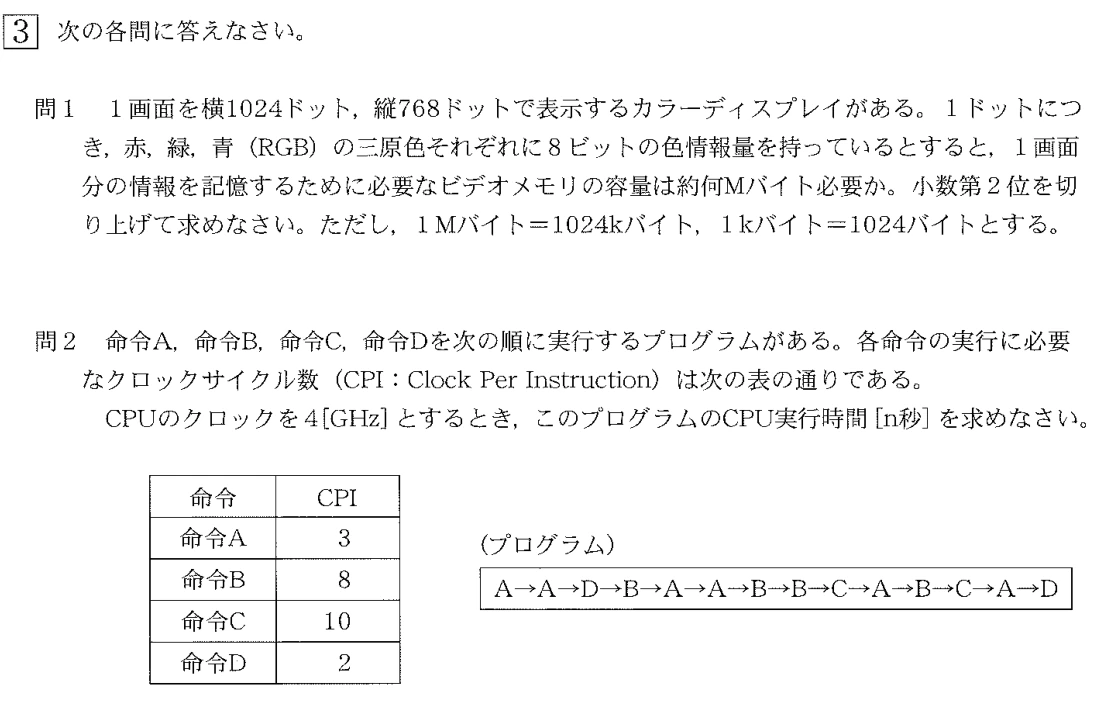 3 次の各問に答えなさい。
問1 1画面を横1024ドット，縦768ドットで表示するカラーディスプレイがある。1ドットにつ
き，赤，緑，青（RGB）の三原色それぞれに8ビットの色情報量を持っているとすると，1画面
分の情報を記憶するために必要なビデオメモリの容量は約何Mバイト必要か。小数第2位を切
り上げて求めなさい。ただし，1Mバイト＝1024kバイト，1kバイト＝1024バイトとする。
問2 命令A，命令B，命令C，命令Dを次の順に実行するプログラムがある。各命令の実行に必要
なクロックサイクル数（CPI：Clock Per Instruction）は次の表の通りである。
CPUのクロックを4[GHz]とするとき，このプログラムのCPU実行時間[n秒]を求めなさい。
命令 CPI
命令A 3
命令B 8
命令C 10
命令D 2
(プログラム)
A→A→D→B→A→A→B→B→C→A→B→C→A→D